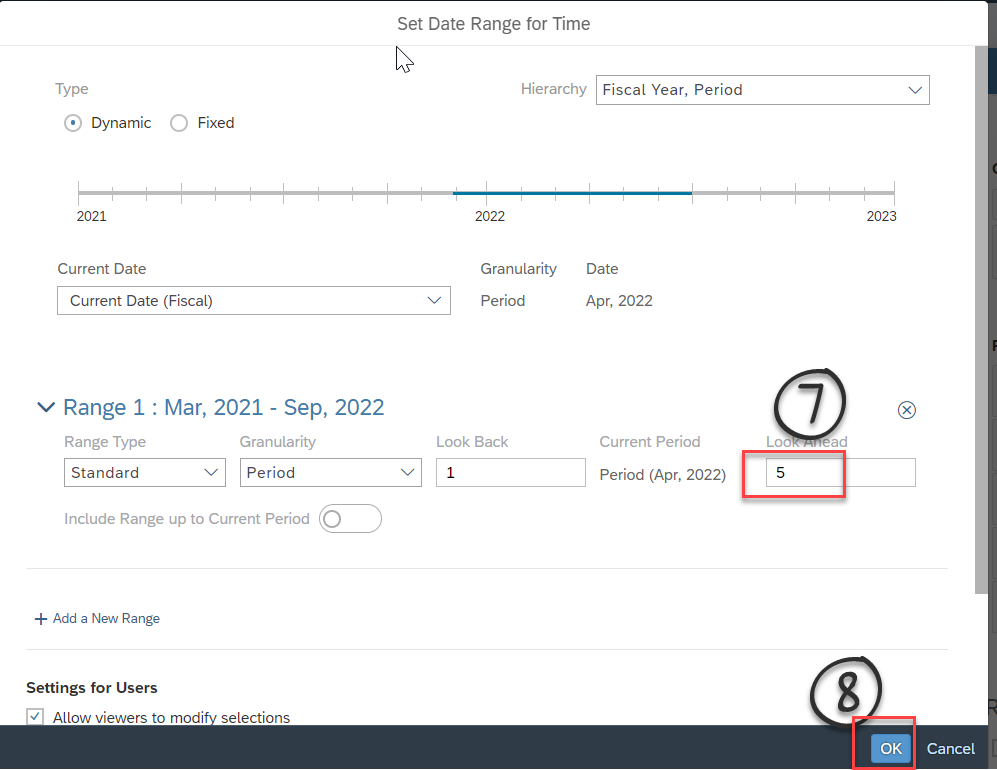 Set Date Range for Time
Type
Hierarchy
Fiscal Year, Period
Dynamic
Fixed
2021
2022
2023
Current Date
Granularity
Date
Current Date (Fiscal)
Period
Apr, 2022
7
Range 1 : Mar, 2021 - Sep, 2022
Range Type
Granularity
Look Back
Current Period
Look Ahead
Standard
Period
1
Period (Apr, 2022)
5
Include Range up to Current Period
+ Add a New Range
Settings for Users
8
Allow viewers to modify selections
OK
Cancel